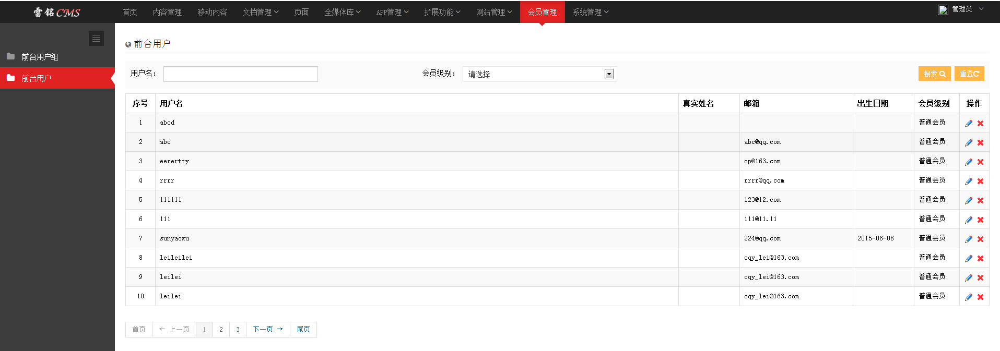 雷铭CMS 首页 内容管理 移动内容 文档管理 页面 全媒体库 APP管理 扩展功能 网站管理 会员管理 系统管理 管理员
前台用户组
前台用户
前台用户
用户名: 会员级别: 请选择 搜索 重置
序号 用户名 真实姓名 邮箱 出生日期 会员级别 操作
1 abcd 普通会员
2 abc abc@qq.com 普通会员
3 eerertty op@163.com 普通会员
4 rrrr rrrr@qq.com 普通会员
5 111111 123@12.com 普通会员
6 111 111@11.11 普通会员
7 sunyaoxu 224@qq.com 2015-06-08 普通会员
8 leileilei cqy_lei@163.com 普通会员
9 leilei cqy_lei@163.com 普通会员
10 leilei cqy_lei@163.com 普通会员
首页 ← 上一页 1 2 3 下一页 → 尾页